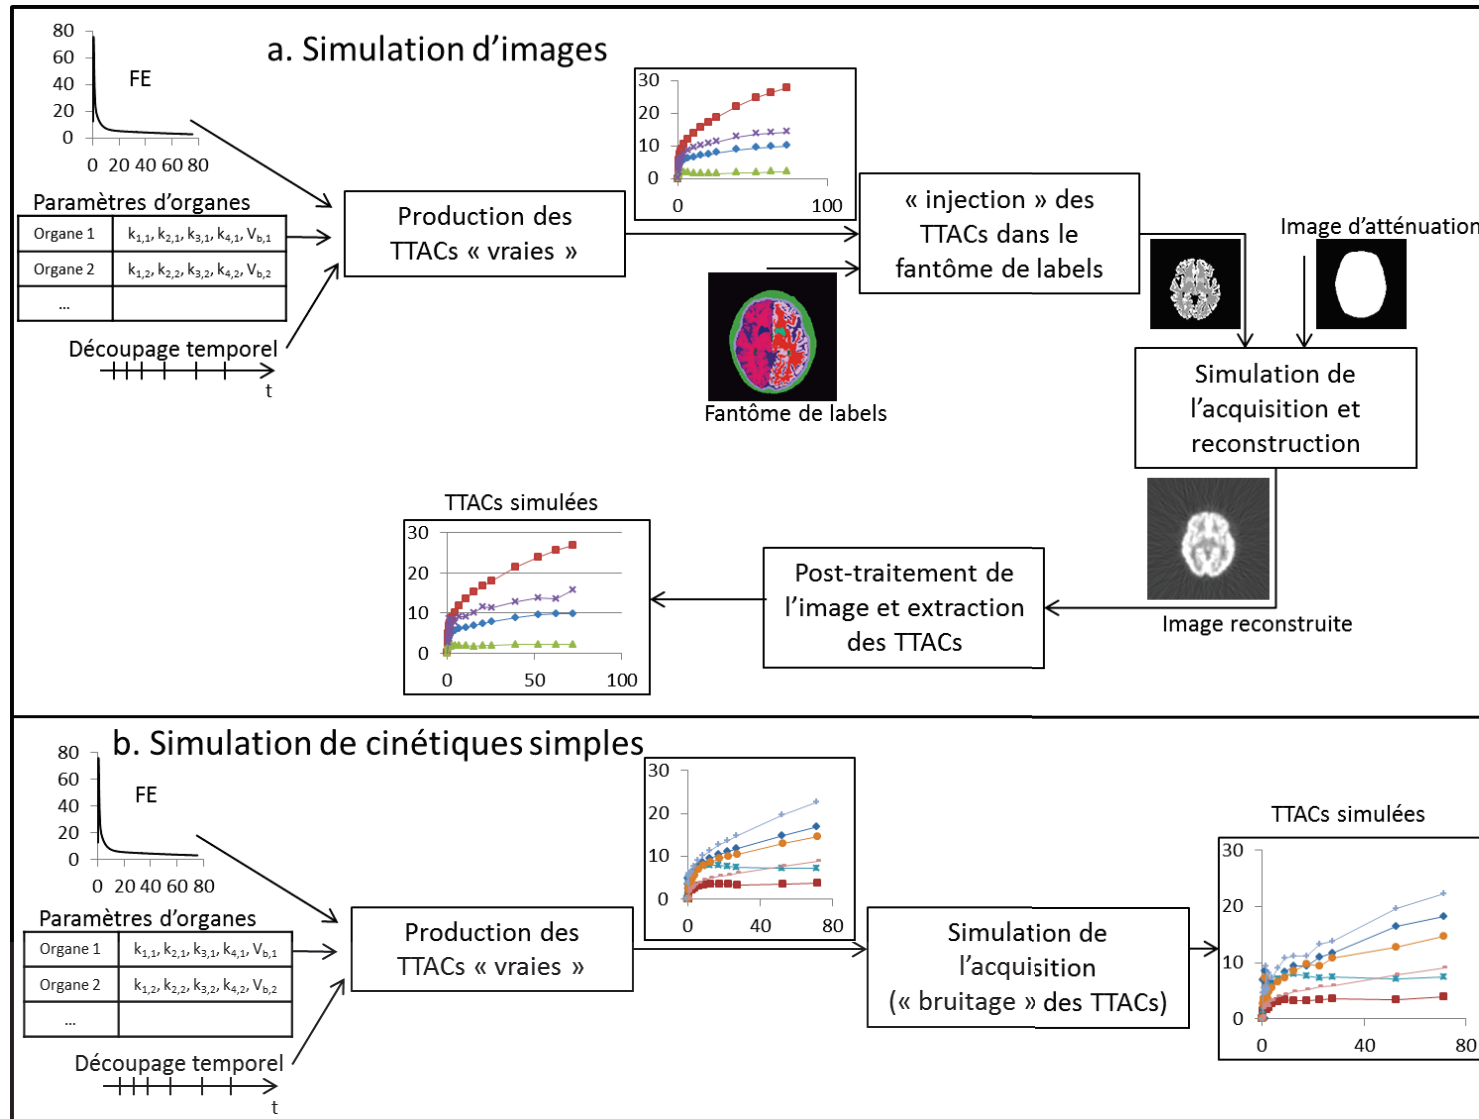 a. Simulation d'images
80
60
40
20
0
FE
0 20 40 60 80
Paramètres d'organes
Organe 1 k1,1, k2,1, k3,1, k4,1, Vb,1
Organe 2 k1,2, k2,2, k3,2, k4,2, Vb,2
...
Découpage temporel
t
Production des
TTACs « vraies »
30
20
10
0
0 100
« injection » des
TTACs dans le
fantôme de labels
Fantôme de labels
Image d'atténuation
Simulation de
l'acquisition et
reconstruction
Image reconstruite
Post-traitement de
l'image et extraction
des TTACs
TTACs simulées
30
20
10
0
0 50 100
b. Simulation de cinétiques simples
80
60
40
20
0
FE
0 20 40 60 80
Paramètres d'organes
Organe 1 k1,1, k2,1, k3,1, k4,1, Vb,1
Organe 2 k1,2, k2,2, k3,2, k4,2, Vb,2
...
Découpage temporel
t
Production des
TTACs « vraies »
30
20
10
0
0 40 80
Simulation de
l'acquisition
(« bruitage » des TTACs)
TTACs simulées
30
20
10
0
0 40 80